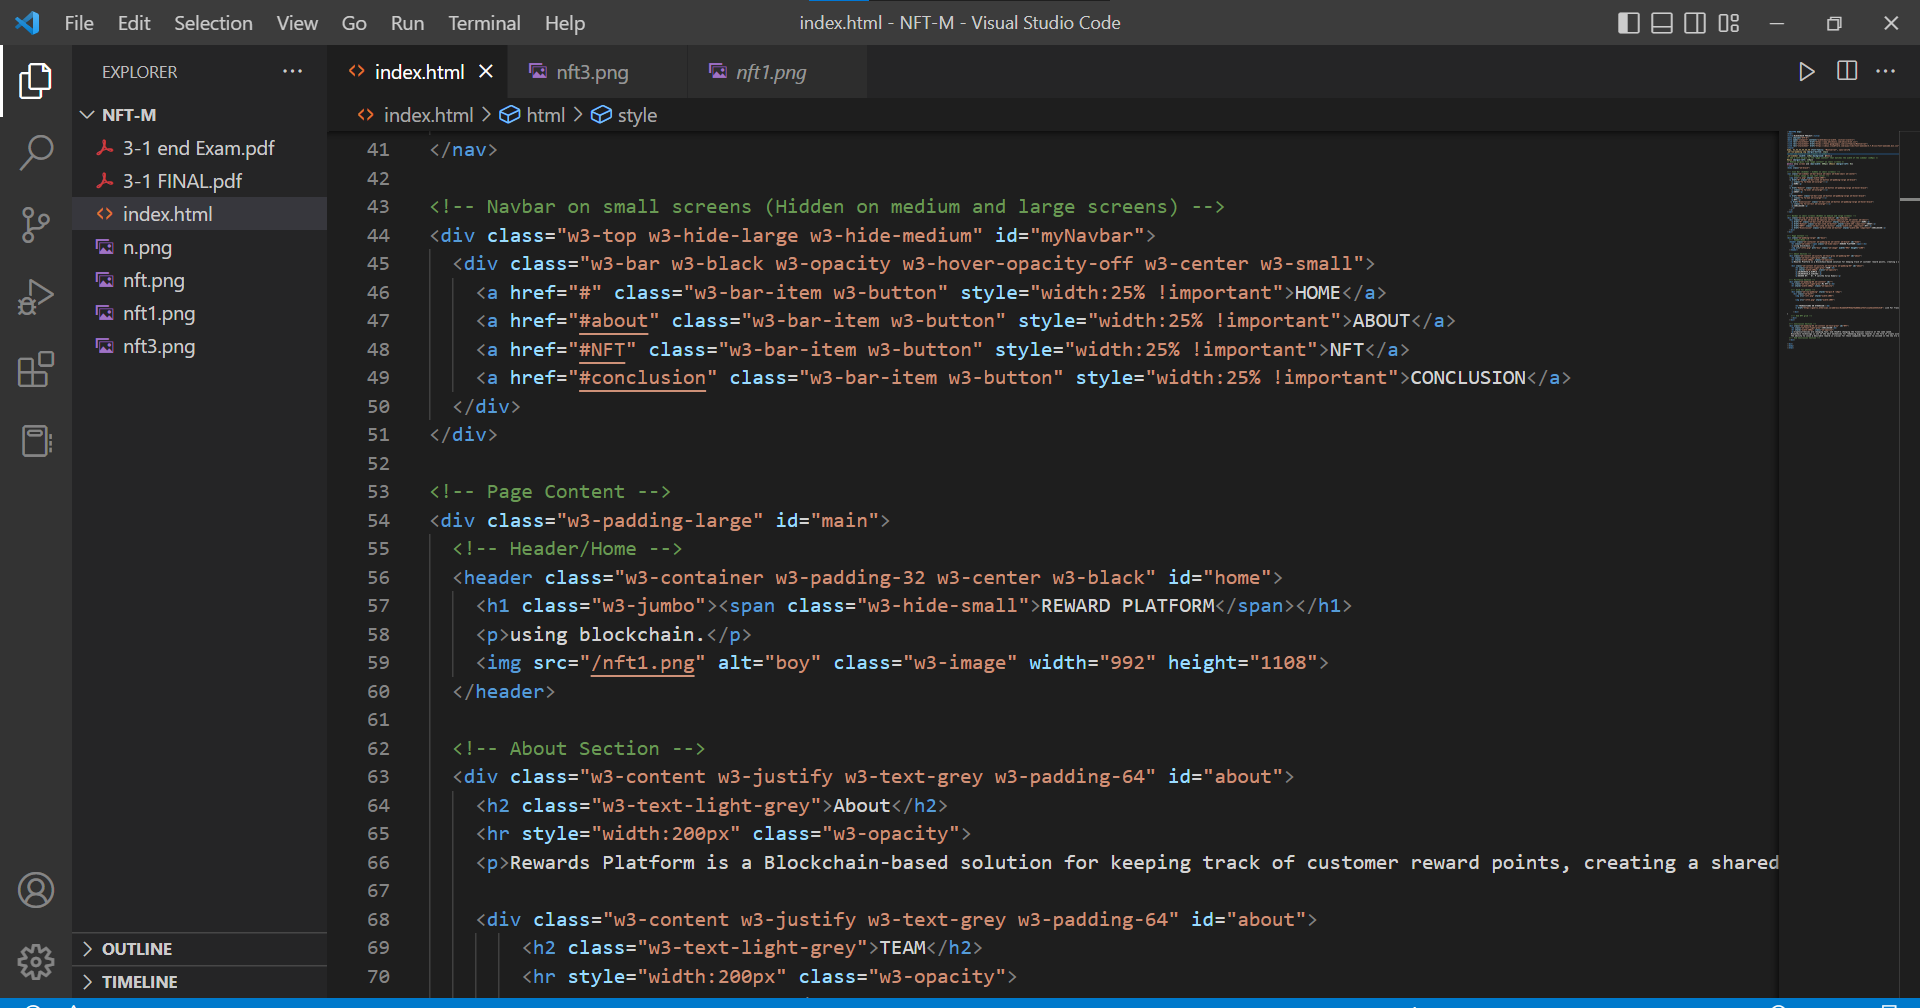 File Edit Selection View Go Run Terminal Help
index.html - NFT-M - Visual Studio Code
EXPLORER
NFT-M
3-1 end Exam.pdf
3-1 FINAL.pdf
index.html
n.png
nft.png
nft1.png
nft3.png
OUTLINE
TIMELINE
index.html nft3.png nft1.png
index.html > html > style
41 </nav>
42
43 <!-- Navbar on small screens (Hidden on medium and large screens) -->
44 <div class="w3-top w3-hide-large w3-hide-medium" id="myNavbar">
45 <div class="w3-bar w3-black w3-opacity w3-hover-opacity-off w3-center w3-small">
46 <a href="#" class="w3-bar-item w3-button" style="width:25% !important">HOME</a>
47 <a href="#about" class="w3-bar-item w3-button" style="width:25% !important">ABOUT</a>
48 <a href="#NFT" class="w3-bar-item w3-button" style="width:25% !important">NFT</a>
49 <a href="#conclusion" class="w3-bar-item w3-button" style="width:25% !important">CONCLUSION</a>
50 </div>
51 </div>
52
53 <!-- Page Content -->
54 <div class="w3-padding-large" id="main">
55 <!-- Header/Home -->
56 <header class="w3-container w3-padding-32 w3-center w3-black" id="home">
57 <h1 class="w3-jumbo"><span class="w3-hide-small">REWARD PLATFORM</span></h1>
58 <p>using blockchain.</p>
59 <img src="/nft1.png" alt="boy" class="w3-image" width="992" height="1108">
60 </header>
61
62 <!-- About Section -->
63 <div class="w3-content w3-justify w3-text-grey w3-padding-64" id="about">
64 <h2 class="w3-text-light-grey">About</h2>
65 <hr style="width:200px" class="w3-opacity">
66 <p>Rewards Platform is a Blockchain-based solution for keeping track of customer reward points, creating a shared
67
68 <div class="w3-content w3-justify w3-text-grey w3-padding-64" id="about">
69 <h2 class="w3-text-light-grey">TEAM</h2>
70 <hr style="width:200px" class="w3-opacity">